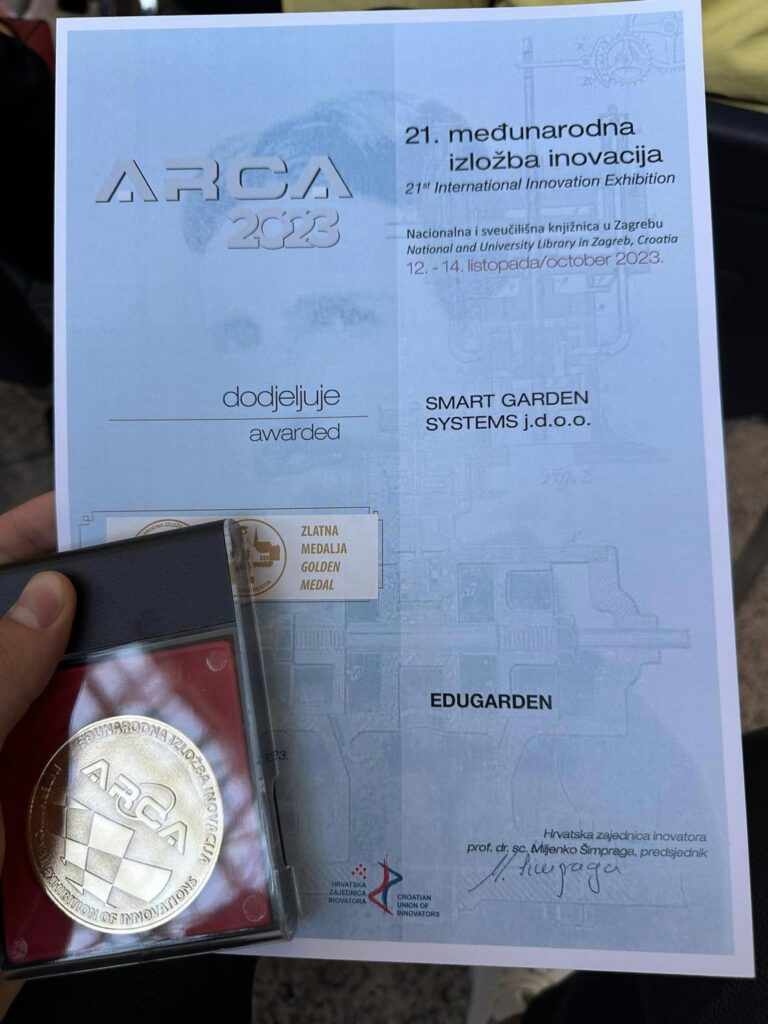 ARCA
2023
21. međunarodna
izložba inovacija
21st International Innovation Exhibition
Nacionalna i sveučilišna knjižnica u Zagrebu
National and University Library in Zagreb, Croatia
12. - 14. listopada/october 2023.
dodjeljuje
awarded
SMART GARDEN
SYSTEMS j.d.o.o.
ZLATNA
MEDALJA
GOLDEN
MEDAL
EDUGARDEN
Hrvatska zajednica inovatora
prof. dr. sc. Miljenko Šimpraga, predsjednik
HRVATSKA
ZAJEDNICA
INOVATORA
CROATIAN
UNION OF
INNOVATORS
MEĐUNARODNA IZLOŽBA INOVACIJA
ARCA
EXHIBITION OF INNOVATIONS